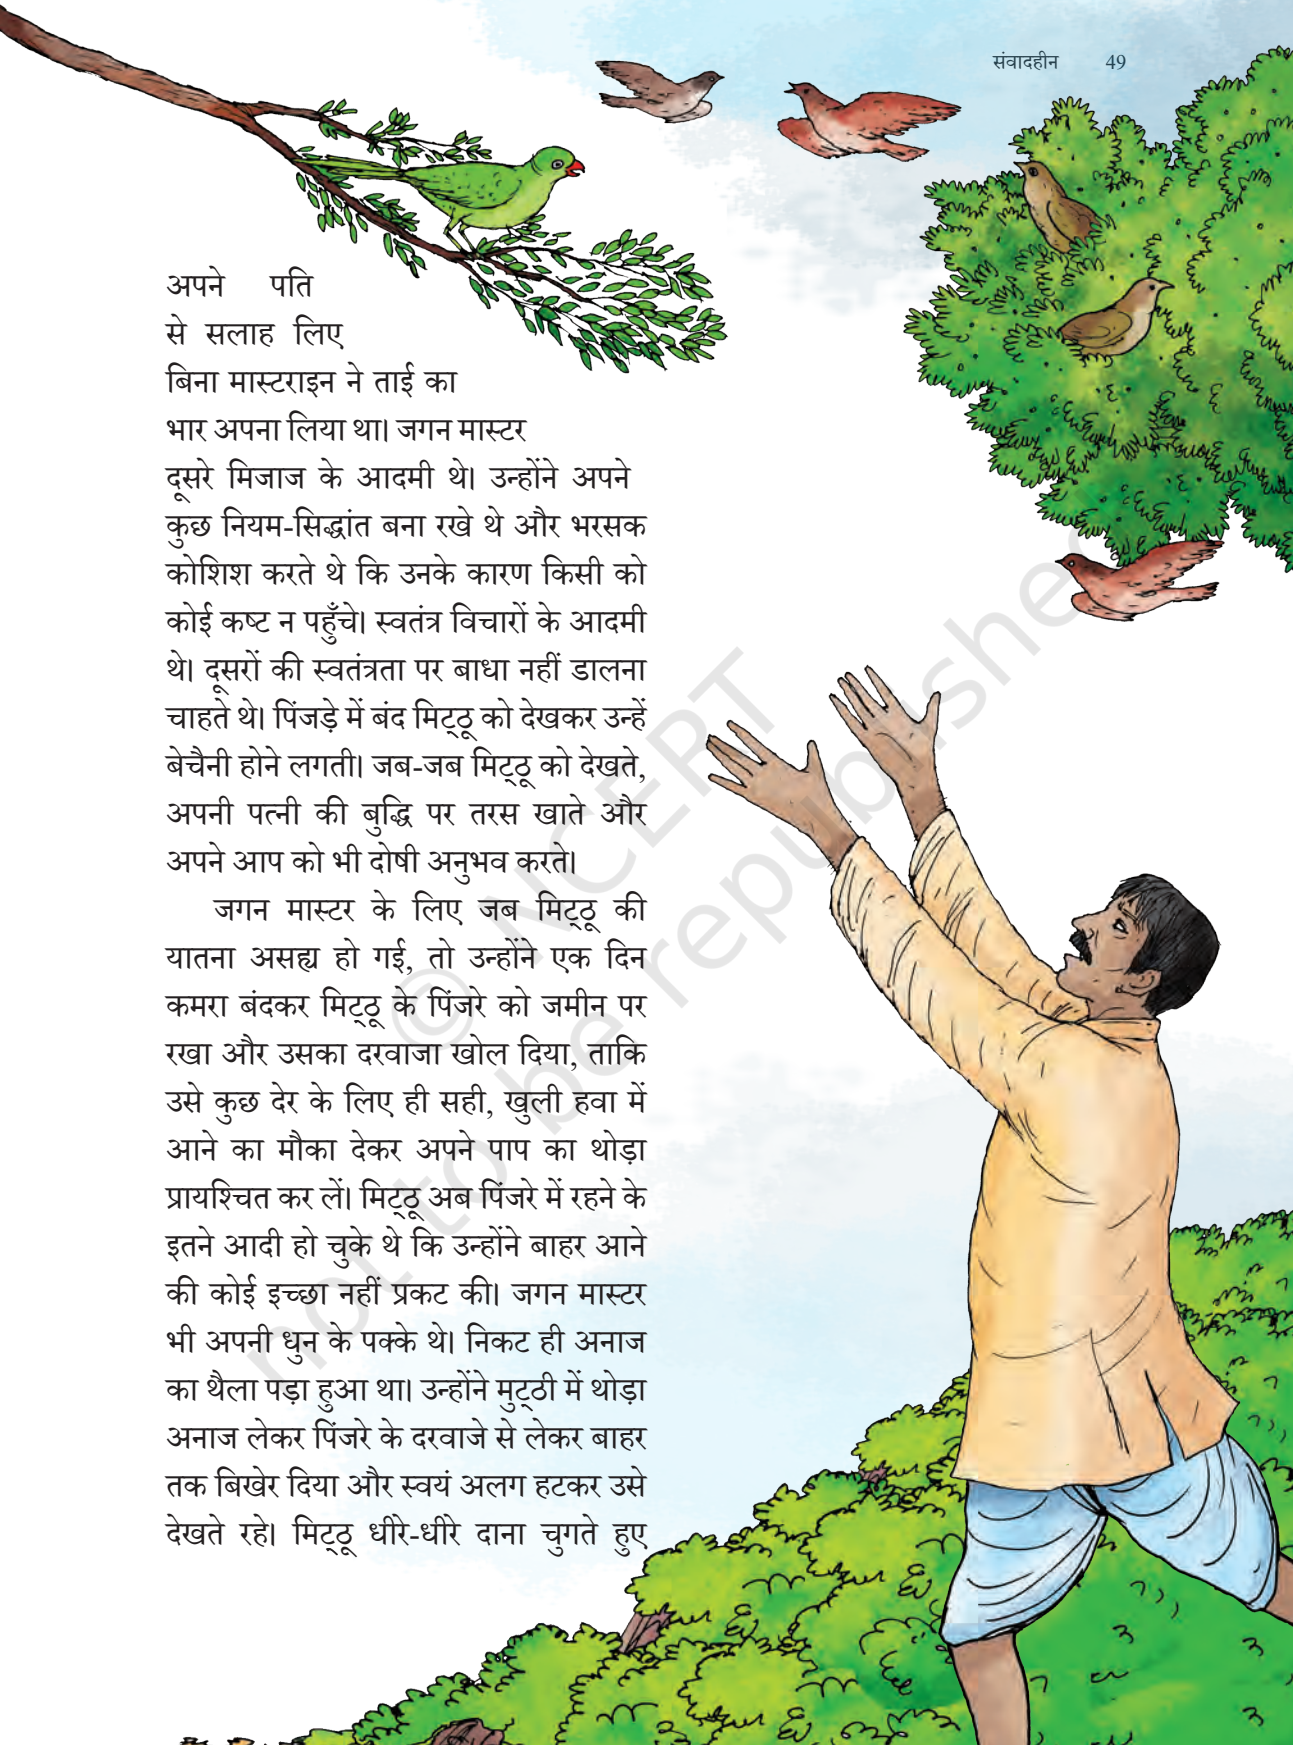 संवादहीन 49
अपने पति
से सलाह लिए
बिना मास्टराइन ने ताई का
भार अपना लिया था। जगन मास्टर
दूसरे मिजाज के आदमी थे। उन्होंने अपने
कुछ नियम-सिद्धांत बना रखे थे और भरसक
कोशिश करते थे कि उनके कारण किसी को
कोई कष्ट न पहुँचे। स्वतंत्र विचारों के आदमी
थे। दूसरों की स्वतंत्रता पर बाधा नहीं डालना
चाहते थे। पिंजड़े में बंद मिट्ठू को देखकर उन्हें
बेचैनी होने लगती। जब-जब मिट्ठू को देखते,
अपनी पत्नी की बुद्धि पर तरस खाते और
अपने आप को भी दोषी अनुभव करते।
जगन मास्टर के लिए जब मिट्ठू की
यातना असह्य हो गई, तो उन्होंने एक दिन
कमरा बंदकर मिट्ठू के पिंजरे को जमीन पर
रखा और उसका दरवाजा खोल दिया, ताकि
उसे कुछ देर के लिए ही सही, खुली हवा में
आने का मौका देकर अपने पाप का थोड़ा
प्रायश्चित कर लें। मिट्ठू अब पिंजरे में रहने के
इतने आदी हो चुके थे कि उन्होंने बाहर आने
की कोई इच्छा नहीं प्रकट की। जगन मास्टर
भी अपनी धुन के पक्के थे। निकट ही अनाज
का थैला पड़ा हुआ था। उन्होंने मुट्ठी में थोड़ा
अनाज लेकर पिंजरे के दरवाजे से लेकर बाहर
तक बिखेर दिया और स्वयं अलग हटकर उसे
देखते रहे। मिट्ठू धीरे-धीरे दाना चुगते हुए
© NCERT
not to be republished